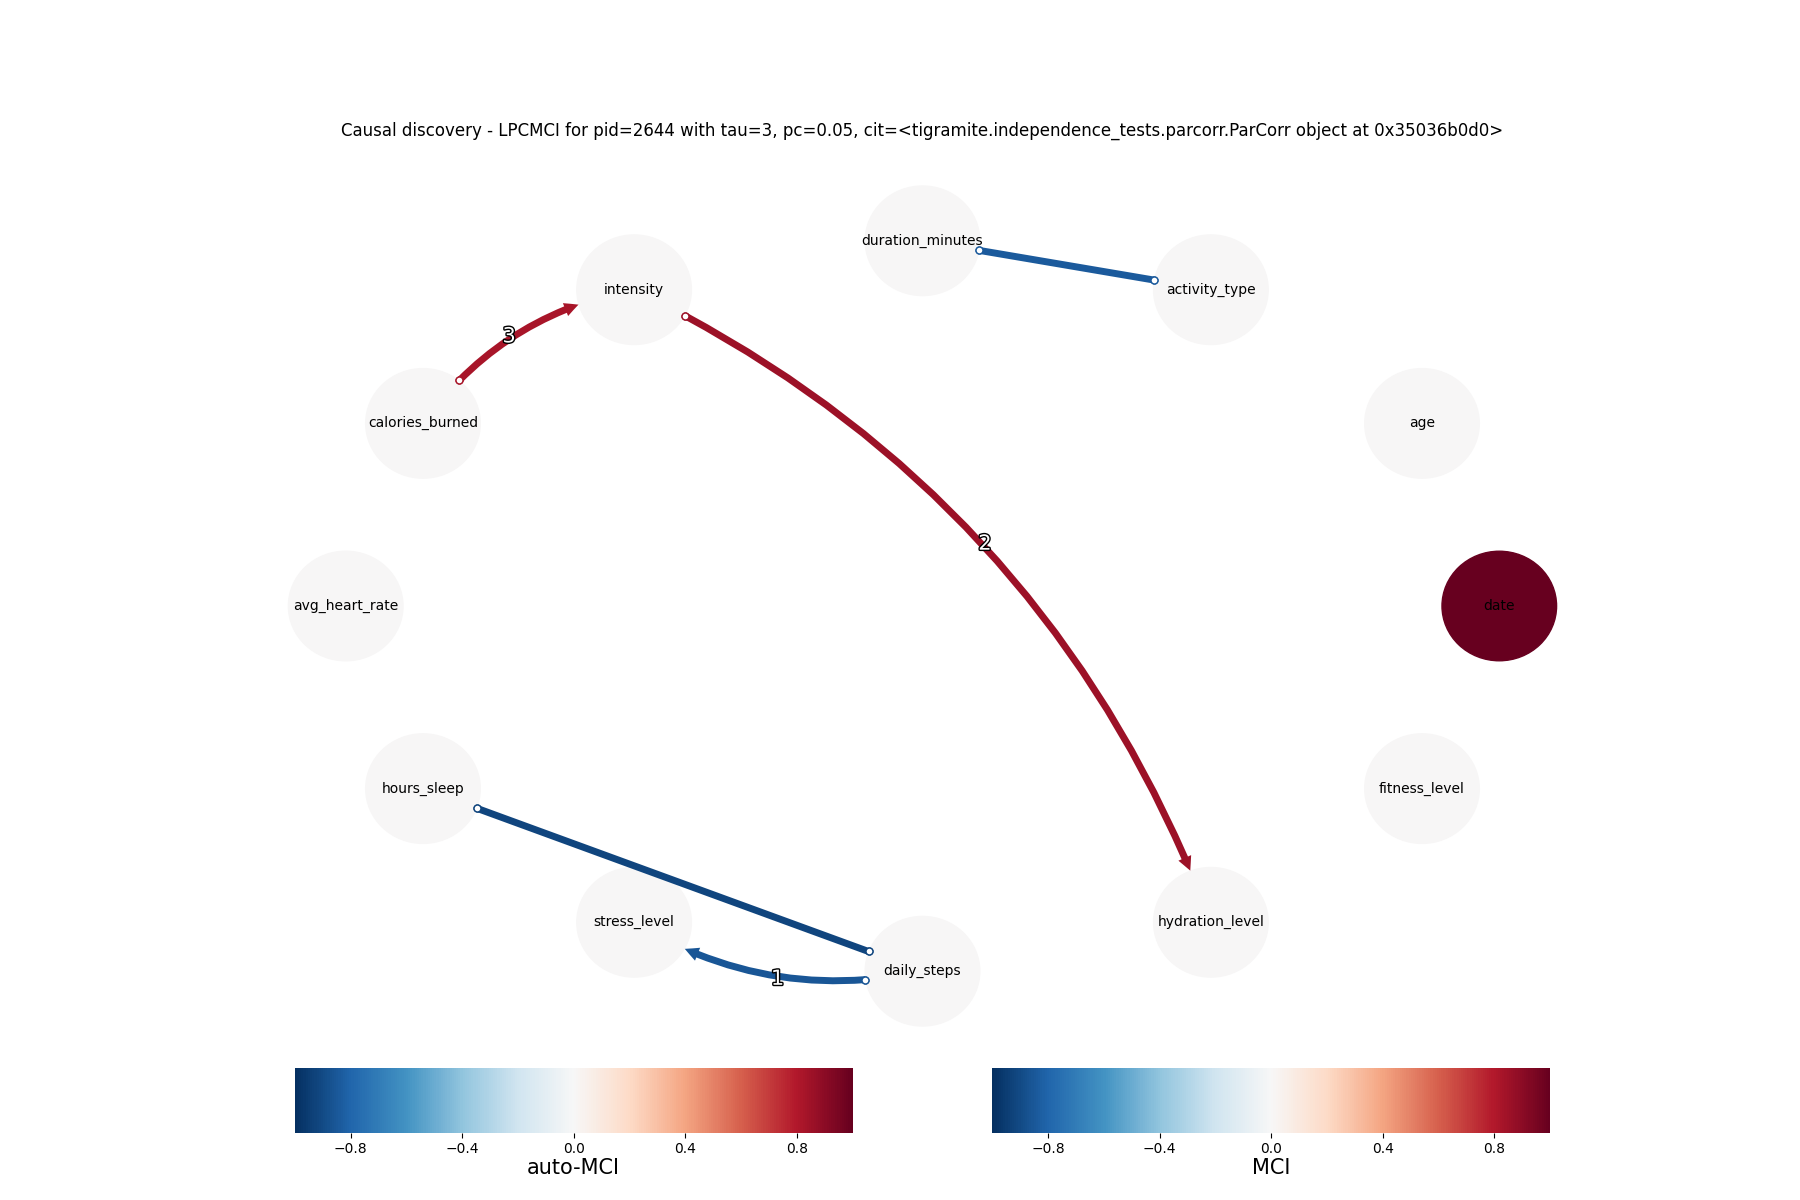 Causal discovery - LPCMCI for pid=2644 with tau=3, pc=0.05, cit=<tigramite.independence_tests.parcorr.ParCorr object at 0x35036b0d0>
duration_minutes
intensity
activity_type
3
calories_burned
age
2
avg_heart_rate
date
hours_sleep
fitness_level
stress_level
hydration_level
daily_steps
1
−0.8 −0.4 0.0 0.4 0.8
auto-MCI
−0.8 −0.4 0.0 0.4 0.8
MCI